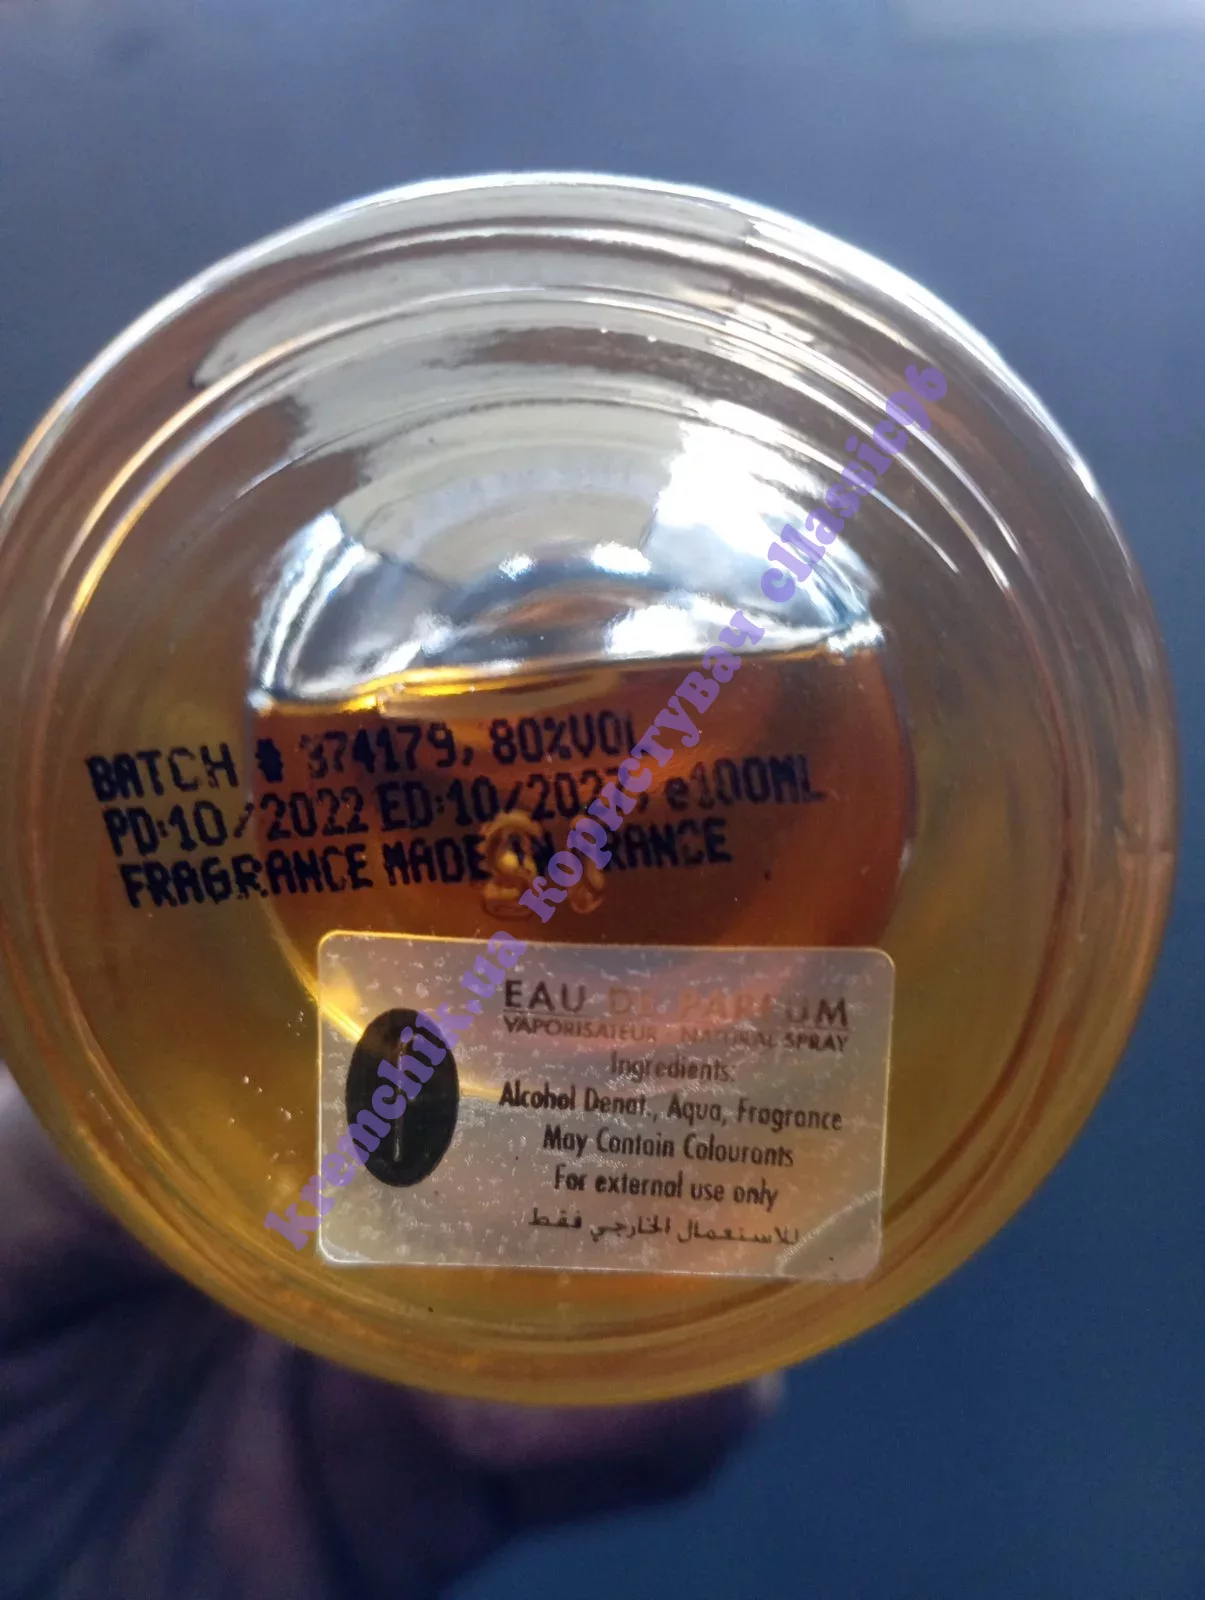 BATCH # 374179, 80%VOL
PD:10/2022 ED:10/2027, e100ML
FRAGRANCE MADE IN FRANCE
EAU DE PARFUM
VAPORISATEUR NATURAL SPRAY
Ingredients:
Alcohol Denat., Aqua, Fragrance
May Contain Colourants
For external use only
للاستعمال الخارجي فقط
kremchik.ua користувач cllassic96